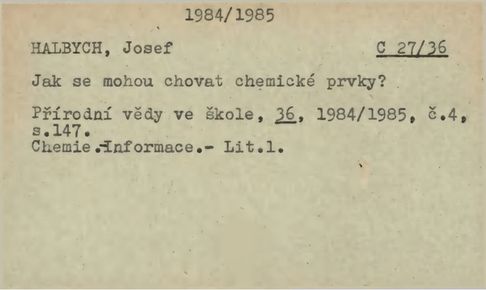 1984/1985
HALBYCH, Josef C 27/36
Jak se mohou chovat chemické prvky?
Přírodní vědy ve škole, 36, 1984/1985, č.4,
s.147.
Chemie.-Informace.- Lit.1.